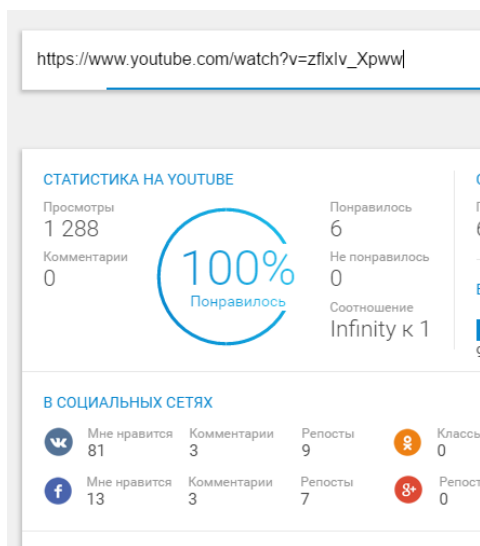 https://www.youtube.com/watch?v=zflxlv_Xpww
СТАТИСТИКА НА YOUTUBE
Просмотры
1 288
Комментарии
0
100%
Понравилось
Понравилось
6
Не понравилось
0
Соотношение
Infinity к 1
В СОЦИАЛЬНЫХ СЕТЯХ
Мне нравится Комментарии Репосты
81 3 9
Классы
0
Мне нравится Комментарии Репосты
13 3 7
Репост
0